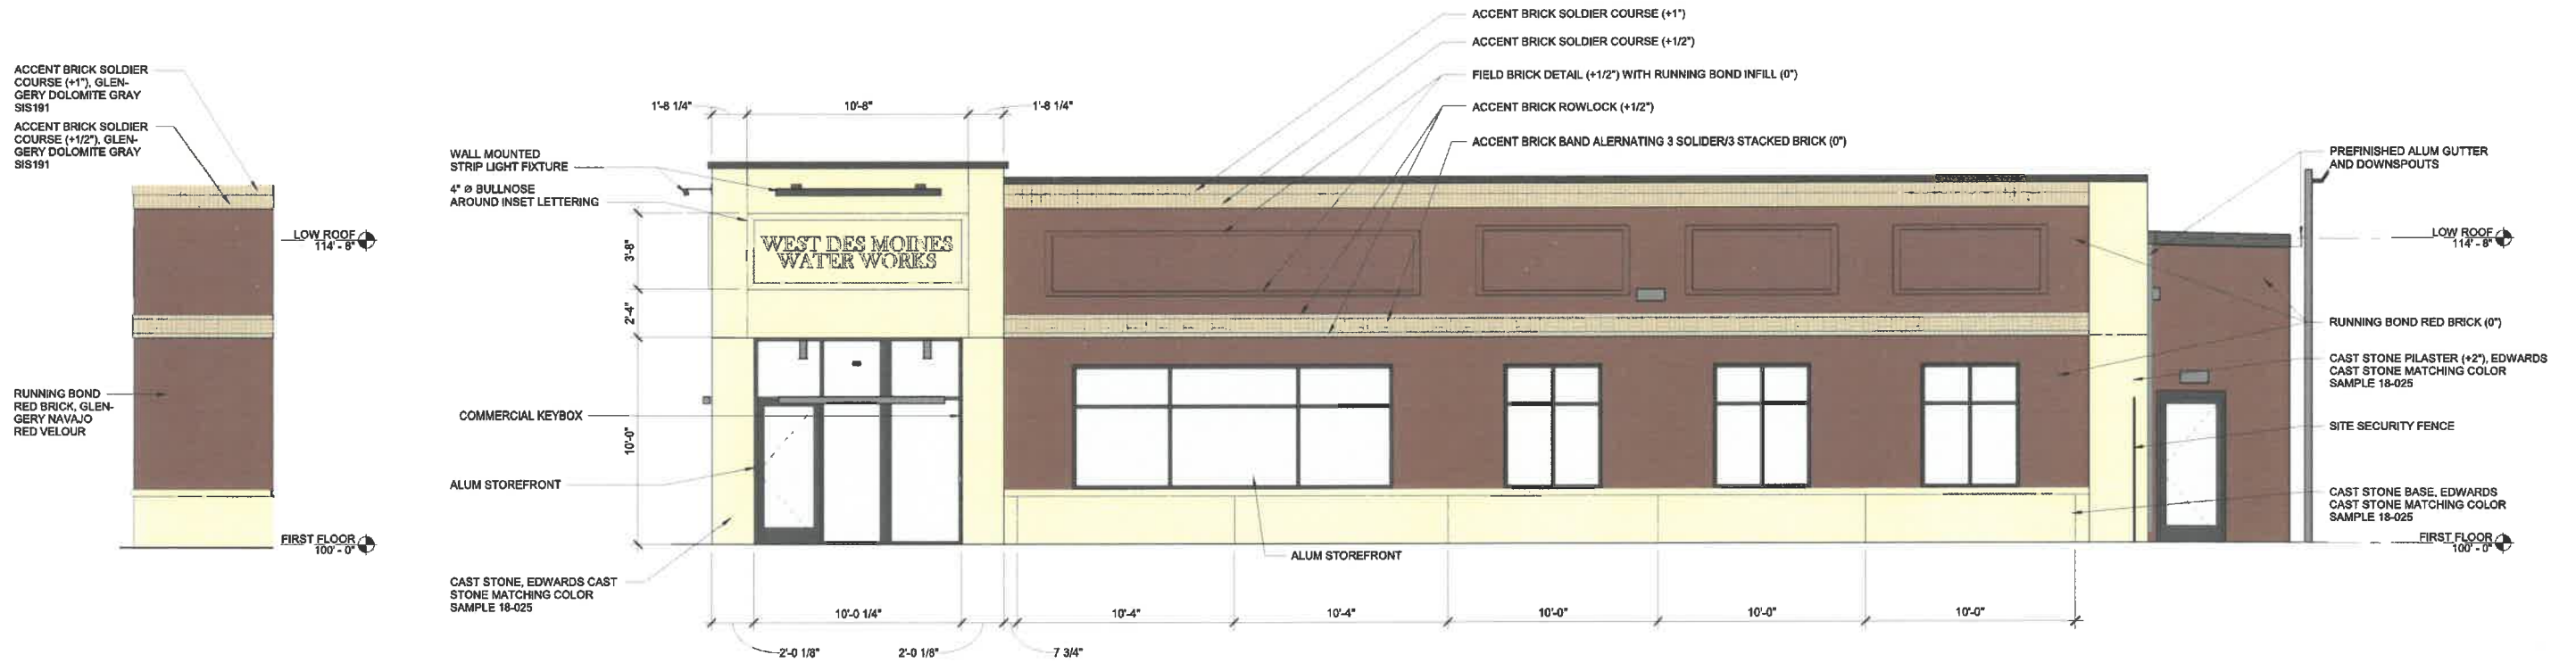 ACCENT BRICK SOLDIER
COURSE (+1"), GLEN-
GERY DOLOMITE GRAY
SIS191
ACCENT BRICK SOLDIER
COURSE (+1/2"), GLEN-
GERY DOLOMITE GRAY
SIS191
LOW ROOF
114' - 8"
RUNNING BOND
RED BRICK, GLEN-
GERY NAVAJO
RED VELOUR
FIRST FLOOR
100' - 0"
1'-8 1/4"
10'-8"
1'-8 1/4"
WALL MOUNTED
STRIP LIGHT FIXTURE
4" Ø BULLNOSE
AROUND INSET LETTERING
3'-8"
2'-4"
10'-0"
WEST DES MOINES
WATER WORKS
COMMERCIAL KEYBOX
ALUM STOREFRONT
CAST STONE, EDWARDS CAST
STONE MATCHING COLOR
SAMPLE 18-025
ACCENT BRICK SOLDIER COURSE (+1")
ACCENT BRICK SOLDIER COURSE (+1/2")
FIELD BRICK DETAIL (+1/2") WITH RUNNING BOND INFILL (0")
ACCENT BRICK ROWLOCK (+1/2")
ACCENT BRICK BAND ALERNATING 3 SOLIDER/3 STACKED BRICK (0")
PREFINISHED ALUM GUTTER
AND DOWNSPOUTS
LOW ROOF
114' - 8"
RUNNING BOND RED BRICK (0")
CAST STONE PILASTER (+2"), EDWARDS
CAST STONE MATCHING COLOR
SAMPLE 18-025
SITE SECURITY FENCE
CAST STONE BASE, EDWARDS
CAST STONE MATCHING COLOR
SAMPLE 18-025
FIRST FLOOR
100' - 0"
ALUM STOREFRONT
10'-0 1/4"
10'-4"
10'-4"
10'-0"
10'-0"
10'-0"
2'-0 1/8"
2'-0 1/8"
7 3/4"